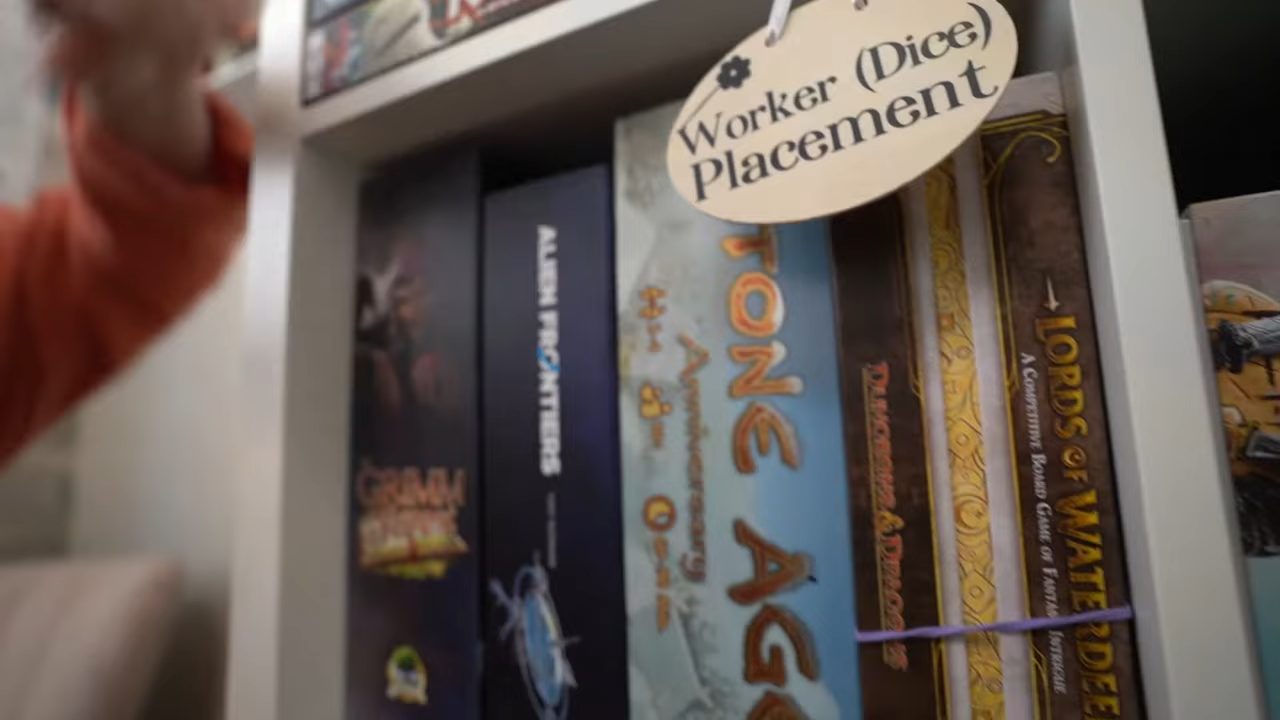 Worker (Dice)
Placement
GRIMM
ALIEN FRONTIERS
Anniversary
TONE AGE
DUNGEONS & DRAGONS
LORDS OF WATERDEE
A COMPETITIVE BOARD GAME OF FANTASY INTRIGUE